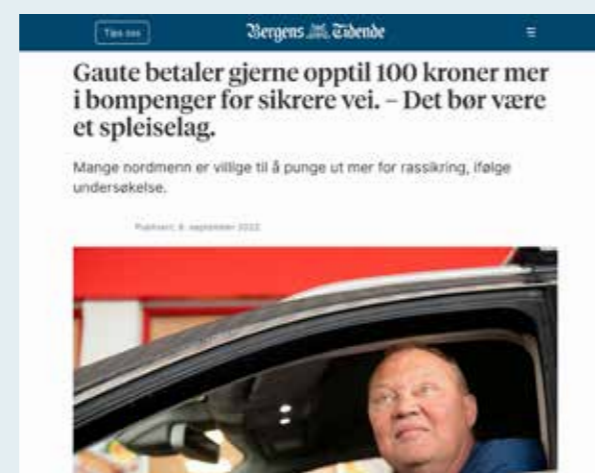 Tips oss
Bergens Tidende
Gaute betaler gjerne opptil 100 kroner mer
i bompenger for sikrere vei. – Det bør være
et spleiselag.
Mange nordmenn er villige til å punge ut mer for rassikring, ifølge
undersøkelse.
Publisert: 9. september 2022